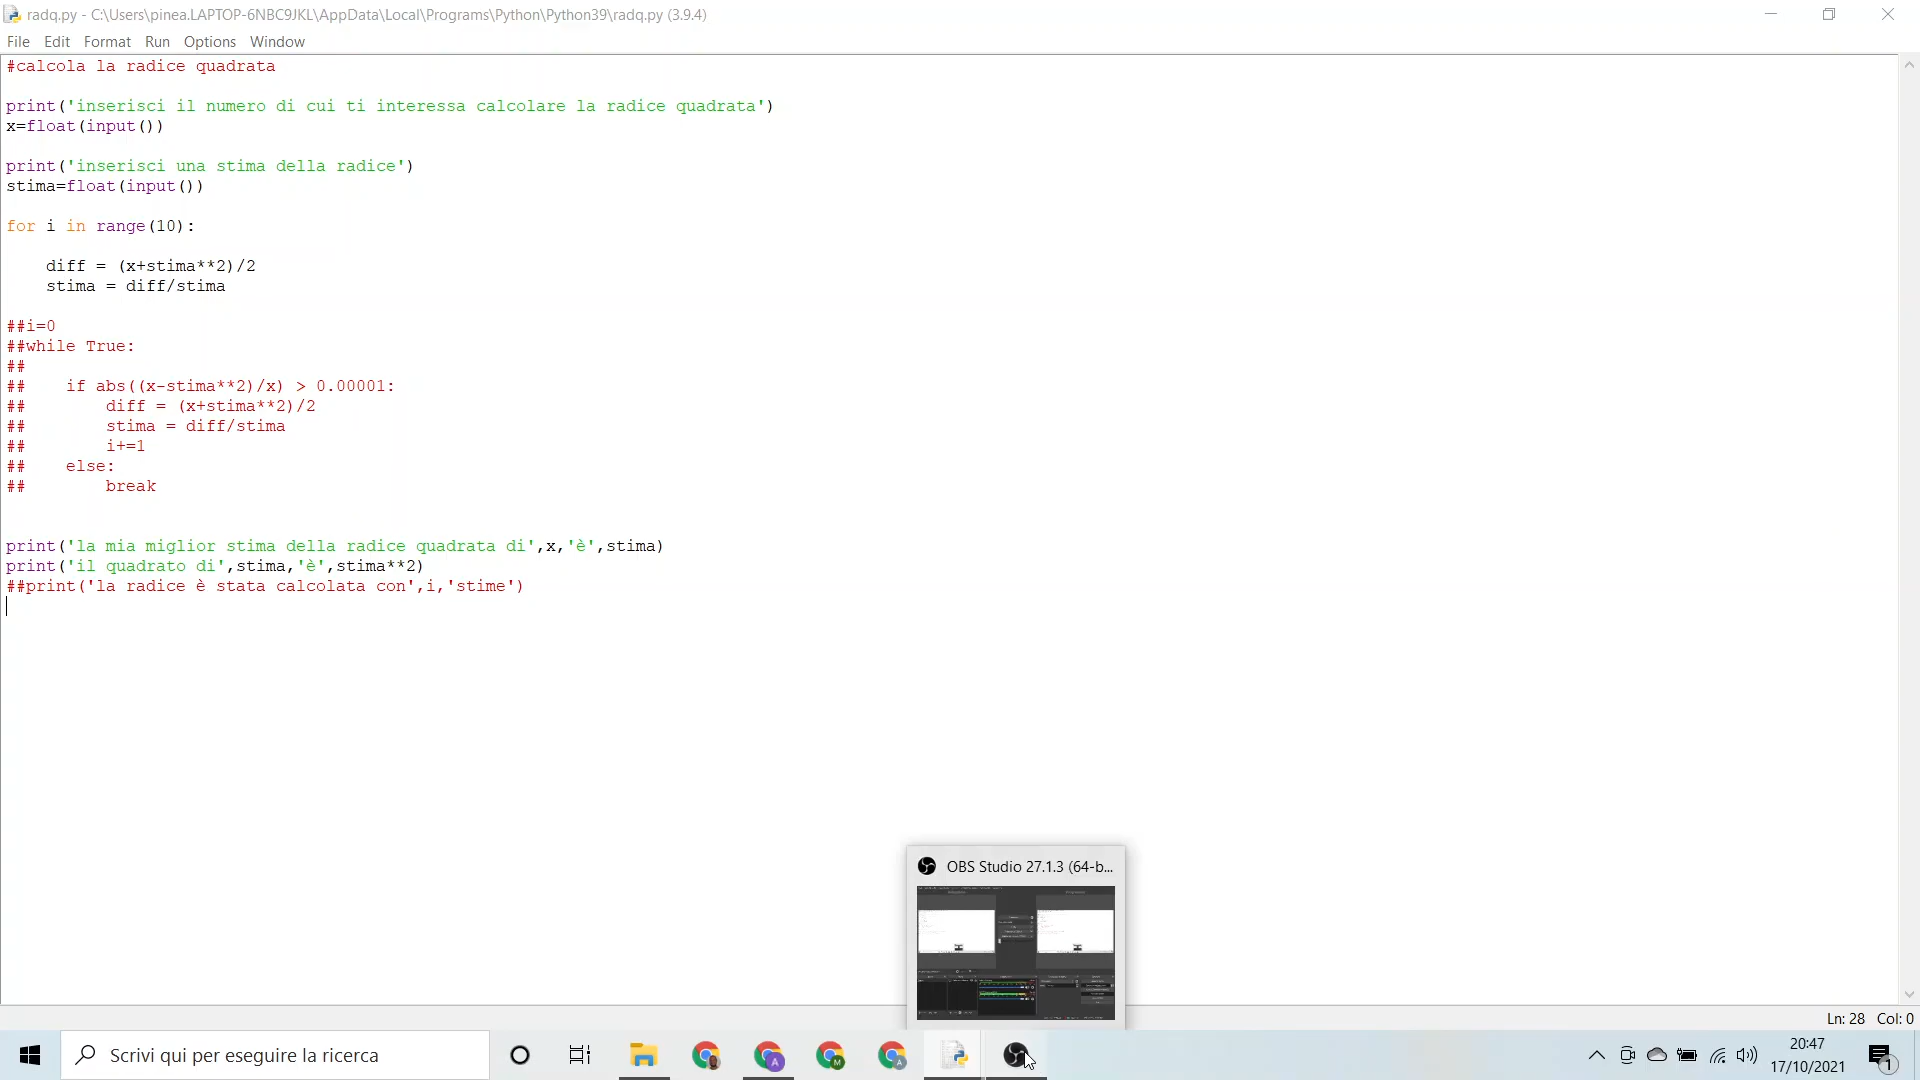 radq.py - C:\Users\pinea.LAPTOP-6NBC9JKL\AppData\Local\Programs\Python\Python39\radq.py (3.9.4)
File Edit Format Run Options Window
#calcola la radice quadrata
print('inserisci il numero di cui ti interessa calcolare la radice quadrata')
x=float(input())
print('inserisci una stima della radice')
stima=float(input())
for i in range(10):
diff = (x+stima**2)/2
stima = diff/stima
##i=0
##while True:
##
## if abs((x-stima**2)/x) > 0.00001:
## diff = (x+stima**2)/2
## stima = diff/stima
## i+=1
## else:
## break
print('la mia miglior stima della radice quadrata di',x,'è',stima)
print('il quadrato di',stima,'è',stima**2)
##print('la radice è stata calcolata con',i,'stime')
OBS Studio 27.1.3 (64-b...
Ln: 28 Col: 0
Scrivi qui per eseguire la ricerca
A
M
A
20:47
17/10/2021
1